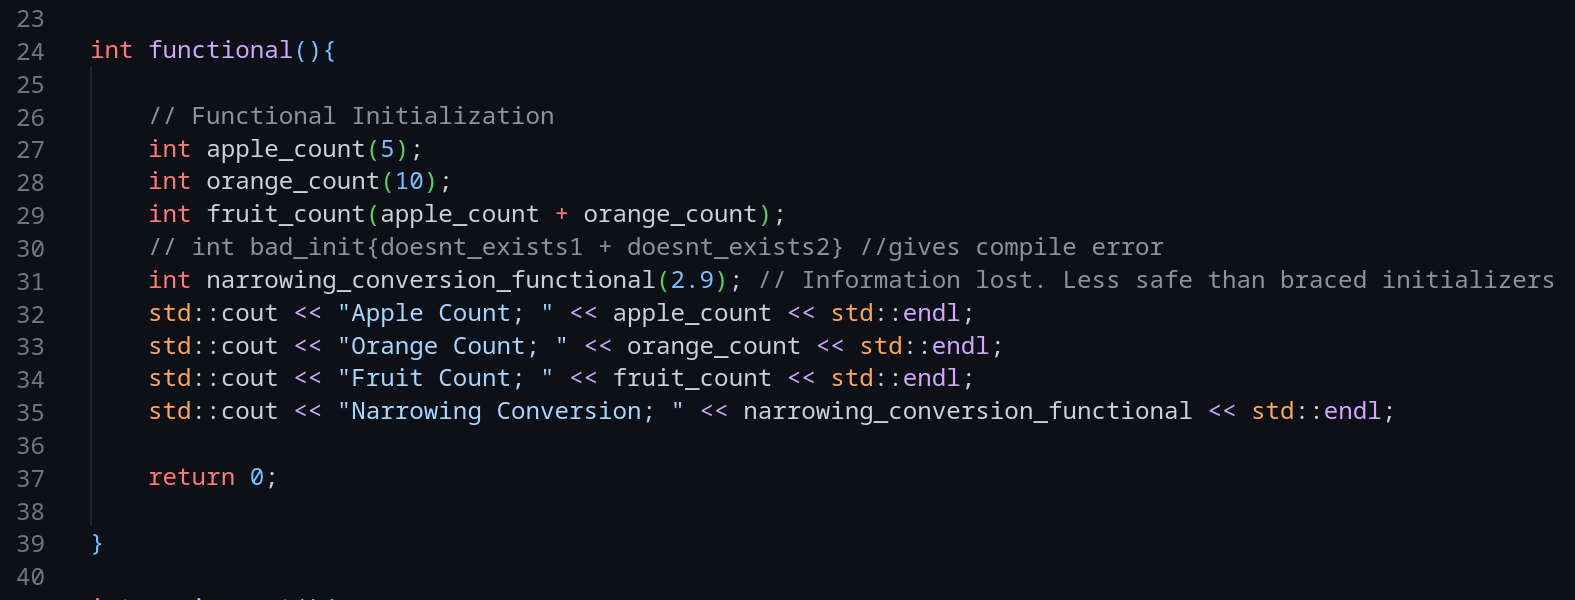 23
24 int functional(){
25
26 // Functional Initialization
27 int apple_count(5);
28 int orange_count(10);
29 int fruit_count(apple_count + orange_count);
30 // int bad_init{doesnt_exists1 + doesnt_exists2} //gives compile error
31 int narrowing_conversion_functional(2.9); // Information lost. Less safe than braced initializers
32 std::cout << "Apple Count; " << apple_count << std::endl;
33 std::cout << "Orange Count; " << orange_count << std::endl;
34 std::cout << "Fruit Count; " << fruit_count << std::endl;
35 std::cout << "Narrowing Conversion; " << narrowing_conversion_functional << std::endl;
36
37 return 0;
38
39 }
40